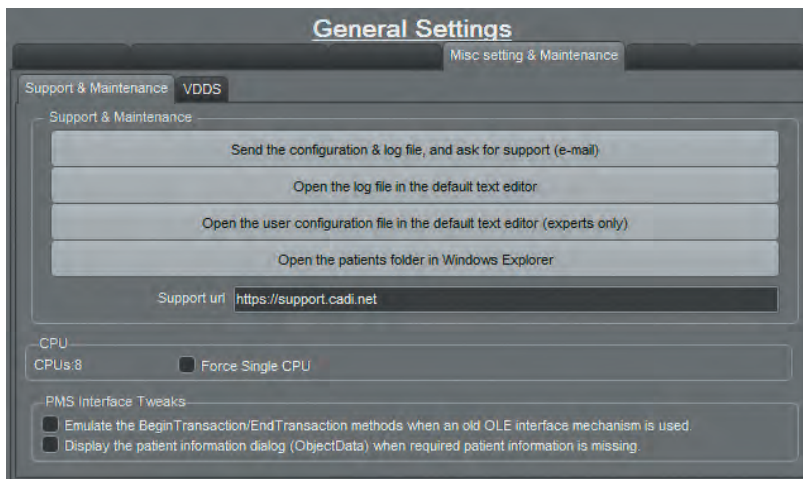 General Settings
Misc setting & Maintenance
Support & Maintenance VDDS
Support & Maintenance
Send the configuration & log file, and ask for support (e-mail)
Open the log file in the default text editor
Open the user configuration file in the default text editor (experts only)
Open the patients folder in Windows Explorer
Support url https://support.cadi.net
CPU
CPUs:8 Force Single CPU
PMS Interface Tweaks
Emulate the BeginTransaction/EndTransaction methods when an old OLE interface mechanism is used.
Display the patient information dialog (ObjectData) when required patient information is missing.